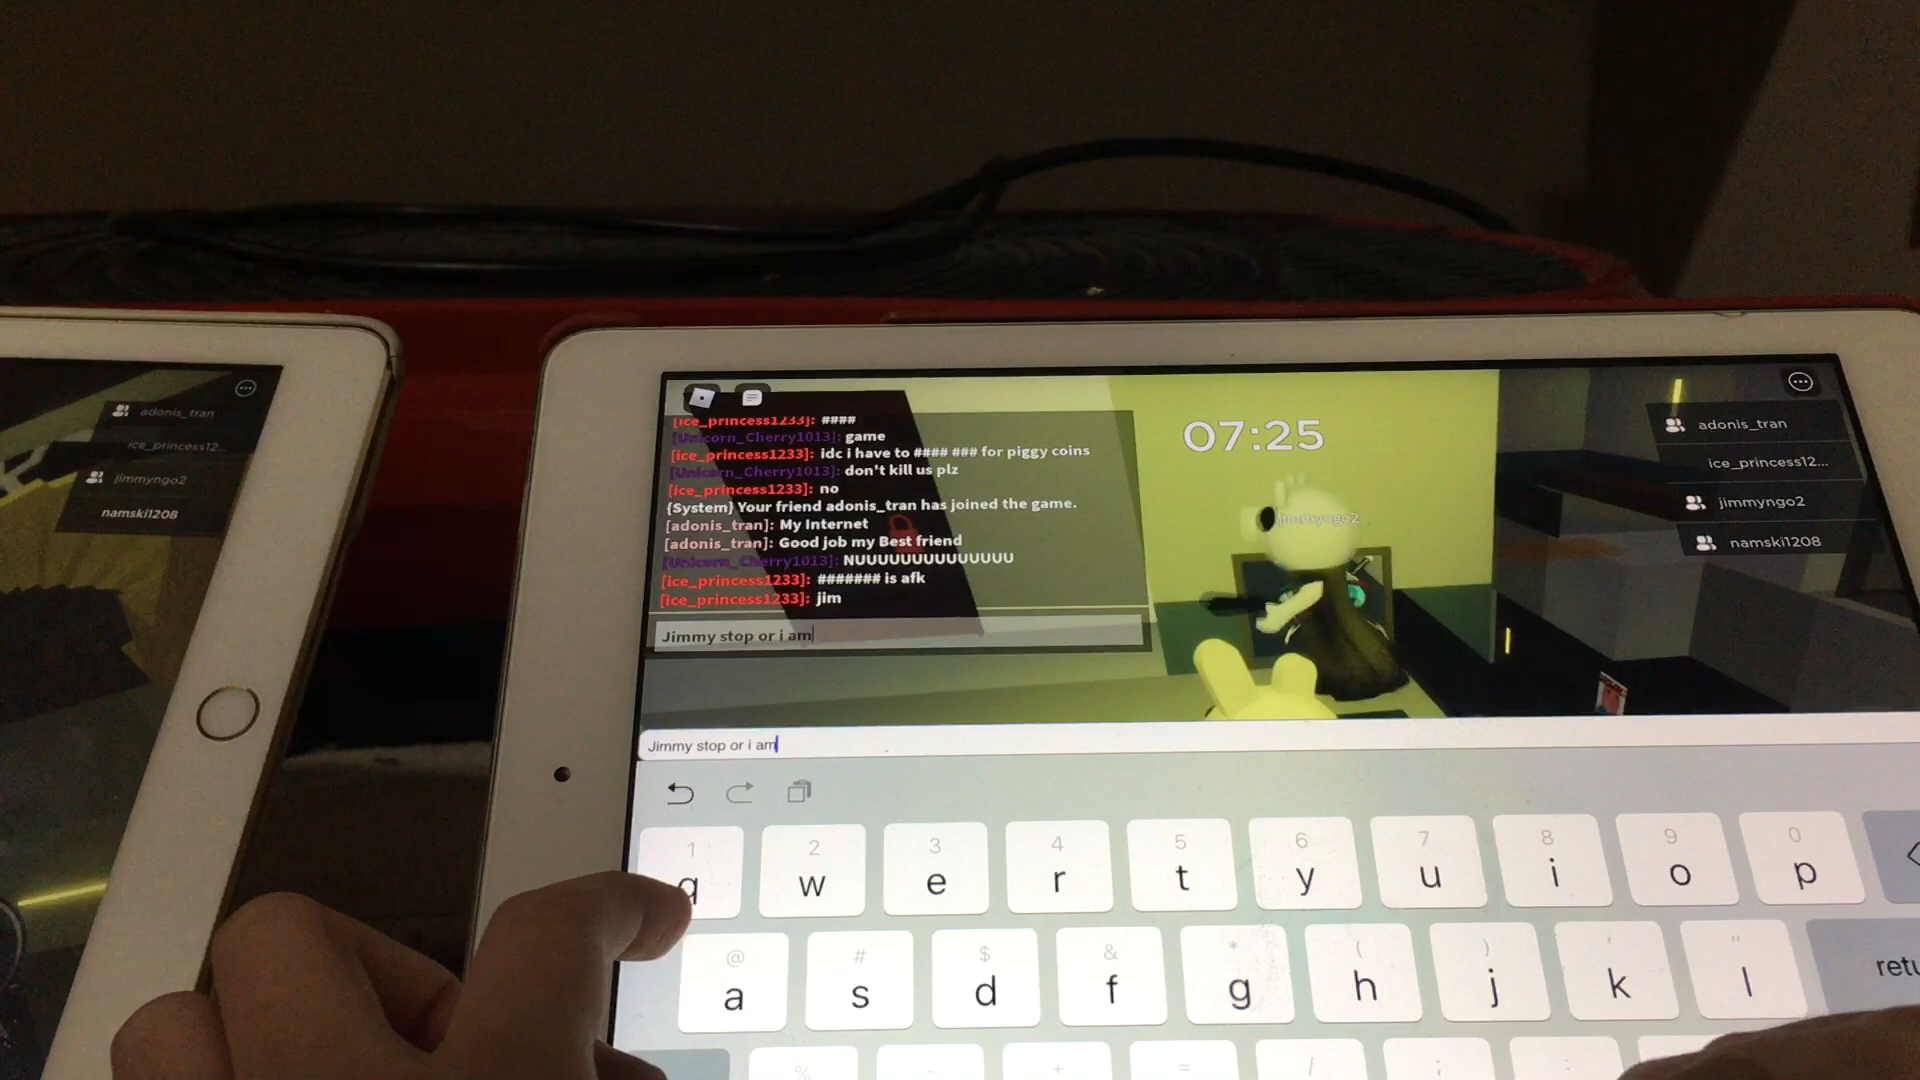 adonis_tran
ice_princess12...
jimmyngo2
namski1208
[ice_princess1233]: ####
[Unicorn_Cherry1013]: game
[ice_princess1233]: idc i have to #### ### for piggy coins
[Unicorn_Cherry1013]: don't kill us plz
[ice_princess1233]: no
{System} Your friend adonis_tran has joined the game.
[adonis_tran]: My Internet
[adonis_tran]: Good job my Best friend
[Unicorn_Cherry1013]: NUUUUUUUUUUUUUUU
[ice_princess1233]: ####### is afk
[ice_princess1233]: jim
Jimmy stop or i am
07:25
jimmyngo2
adonis_tran
ice_princess12...
jimmyngo2
namski1208
Jimmy stop or i am
1 2 3 4 5 6 7 8 9 0
q w e r t y u i o p
@ # $ & * ( ) ' "
a s d f g h j k l
% - + = / ; :